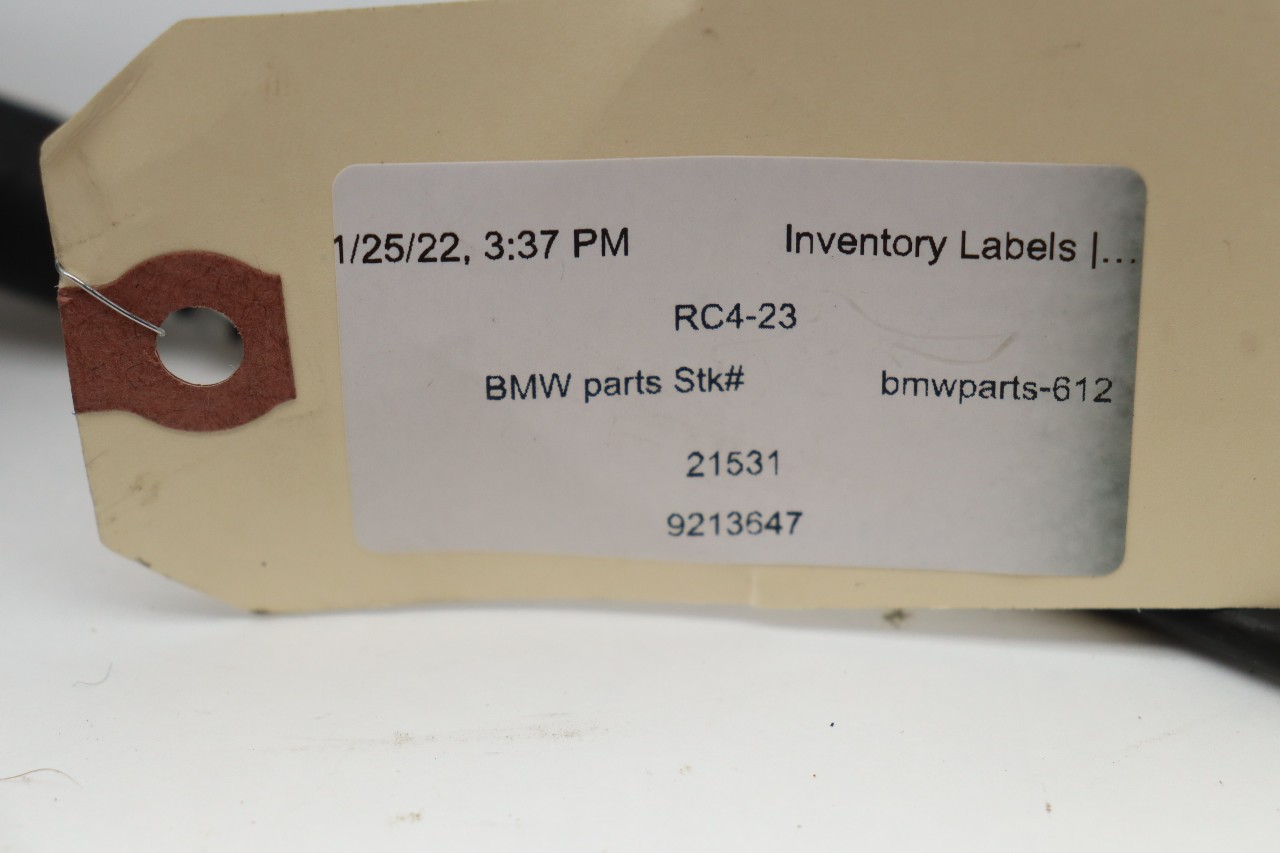 1/25/22, 3:37 PM Inventory Labels |...
RC4-23
BMW parts Stk# bmwparts-612
21531
9213647